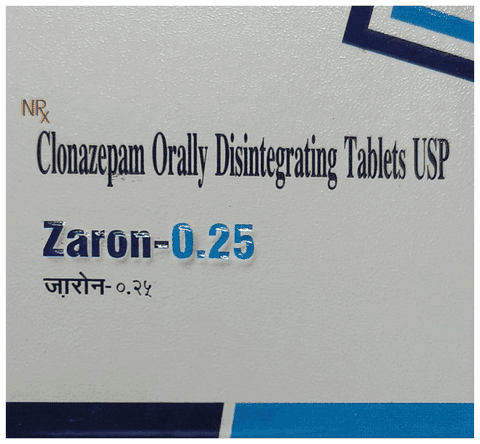 NRx
Clonazepam Orally Disintegrating Tablets USP
Zaron-0.25
जा़रोन-०.२५